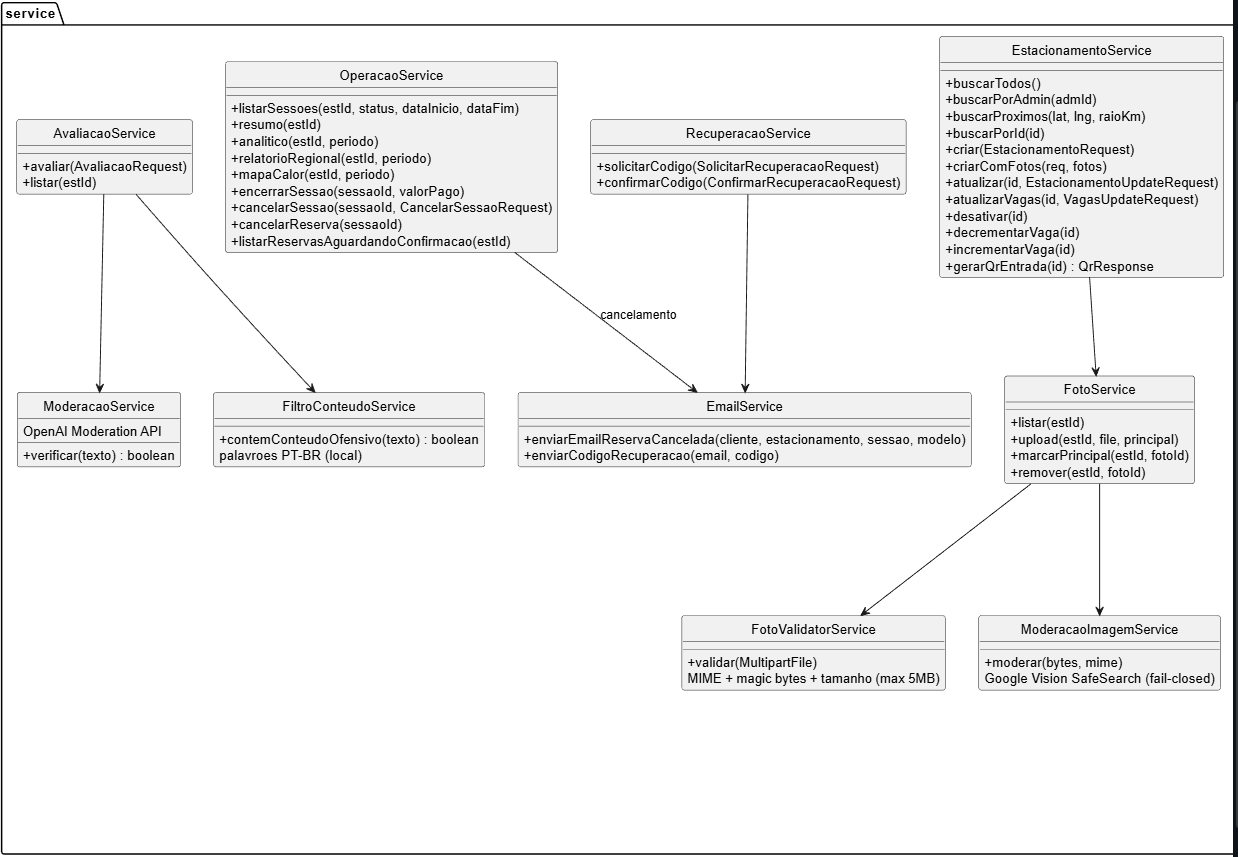 service
AvaliacaoService
+avaliar(AvaliacaoRequest)
+listar(estId)
OperacaoService
+listarSessoes(estId, status, dataInicio, dataFim)
+resumo(estId)
+analitico(estId, periodo)
+relatorioRegional(estId, periodo)
+mapaCalor(estId, periodo)
+encerrarSessao(sessaoId, valorPago)
+cancelarSessao(sessaoId, CancelarSessaoRequest)
+cancelarReserva(sessaoId)
+listarReservasAguardandoConfirmacao(estId)
RecuperacaoService
+solicitarCodigo(SolicitarRecuperacaoRequest)
+confirmarCodigo(ConfirmarRecuperacaoRequest)
EstacionamentoService
+buscarTodos()
+buscarPorAdmin(admId)
+buscarProximos(lat, lng, raioKm)
+buscarPorId(id)
+criar(EstacionamentoRequest)
+criarComFotos(req, fotos)
+atualizar(id, EstacionamentoUpdateRequest)
+atualizarVagas(id, VagasUpdateRequest)
+desativar(id)
+decrementarVaga(id)
+incrementarVaga(id)
+gerarQrEntrada(id) : QrResponse
cancelamento
ModeracaoService
OpenAI Moderation API
+verificar(texto) : boolean
FiltroConteudoService
+contemConteudoOfensivo(texto) : boolean
palavroes PT-BR (local)
EmailService
+enviarEmailReservaCancelada(cliente, estacionamento, sessao, modelo)
+enviarCodigoRecuperacao(email, codigo)
FotoService
+listar(estId)
+upload(estId, file, principal)
+marcarPrincipal(estId, fotoId)
+remover(estId, fotoId)
FotoValidatorService
+validar(MultipartFile)
MIME + magic bytes + tamanho (max 5MB)
ModeracaoImagemService
+moderar(bytes, mime)
Google Vision SafeSearch (fail-closed)